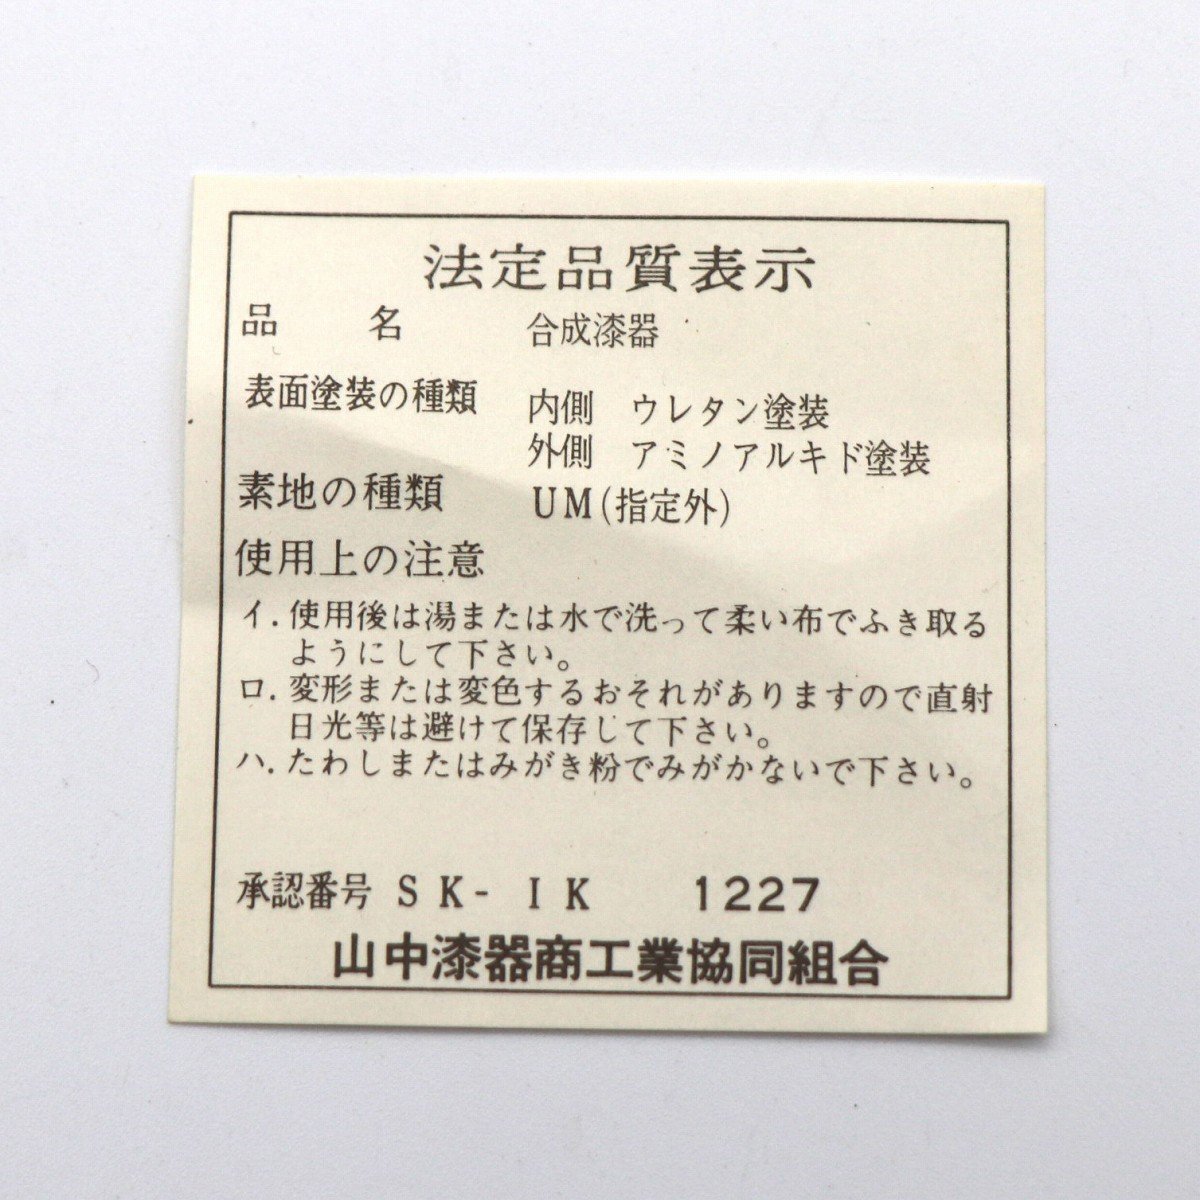 法定品質表示
品　名　合成漆器
表面塗装の種類　内側　ウレタン塗装
外側　アミノアルキド塗装
素地の種類　UM(指定外)
使用上の注意
イ.使用後は湯または水で洗って柔い布でふき取る
ようにして下さい。
ロ.変形または変色するおそれがありますので直射
日光等は避けて保存して下さい。
ハ.たわしまたはみがき粉でみがかないで下さい。
承認番号 SK- IK 1227
山中漆器商工業協同組合